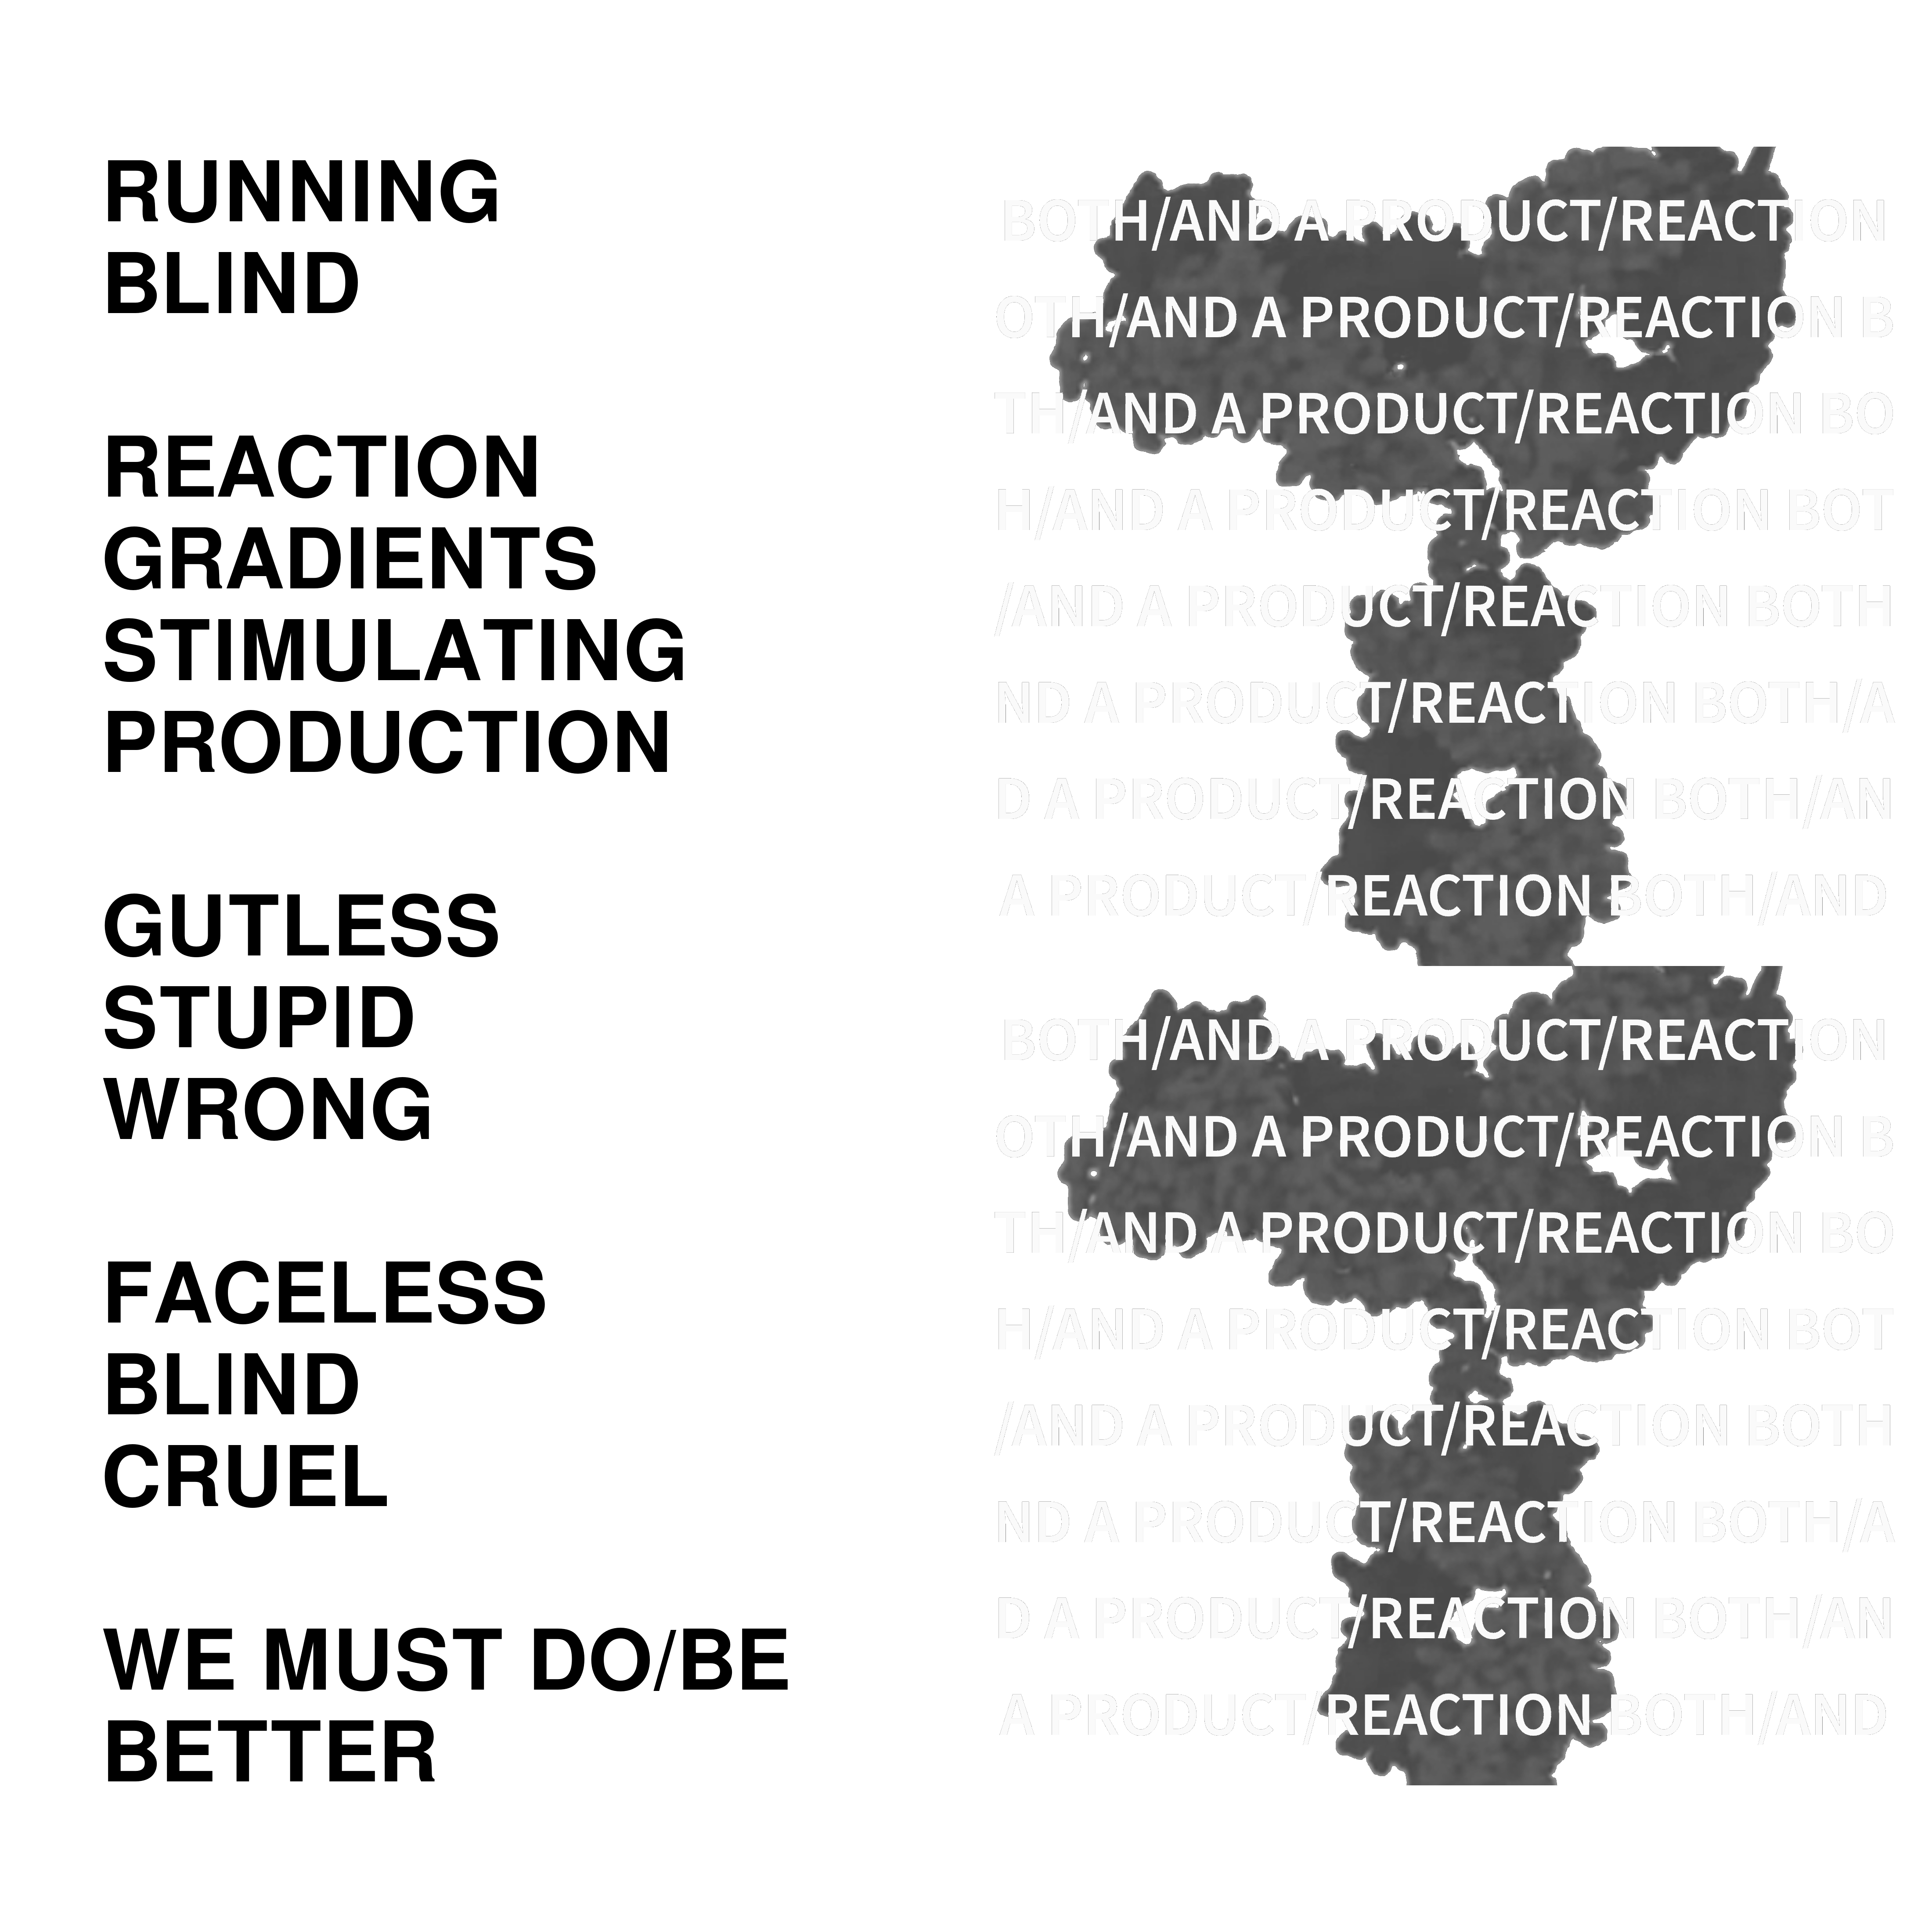 RUNNING
BLIND
REACTION
GRADIENTS
STIMULATING
PRODUCTION
GUTLESS
STUPID
WRONG
FACELESS
BLIND
CRUEL
WE MUST DO/BE
BETTER
BOTH/AND A PRODUCT/REACTION
OTH/AND A PRODUCT/REACTION B
TH/AND A PRODUCT/REACTION BO
H/AND A PRODUCT/REACTION BOT
/AND A PRODUCT/REACTION BOTH
ND A PRODUCT/REACTION BOTH/A
D A PRODUCT/REACTION BOTH/AN
A PRODUCT/REACTION BOTH/AND
BOTH/AND A PRODUCT/REACTION
OTH/AND A PRODUCT/REACTION B
TH/AND A PRODUCT/REACTION BO
H/AND A PRODUCT/REACTION BOT
/AND A PRODUCT/REACTION BOTH
ND A PRODUCT/REACTION BOTH/A
D A PRODUCT/REACTION BOTH/AN
A PRODUCT/REACTION BOTH/AND